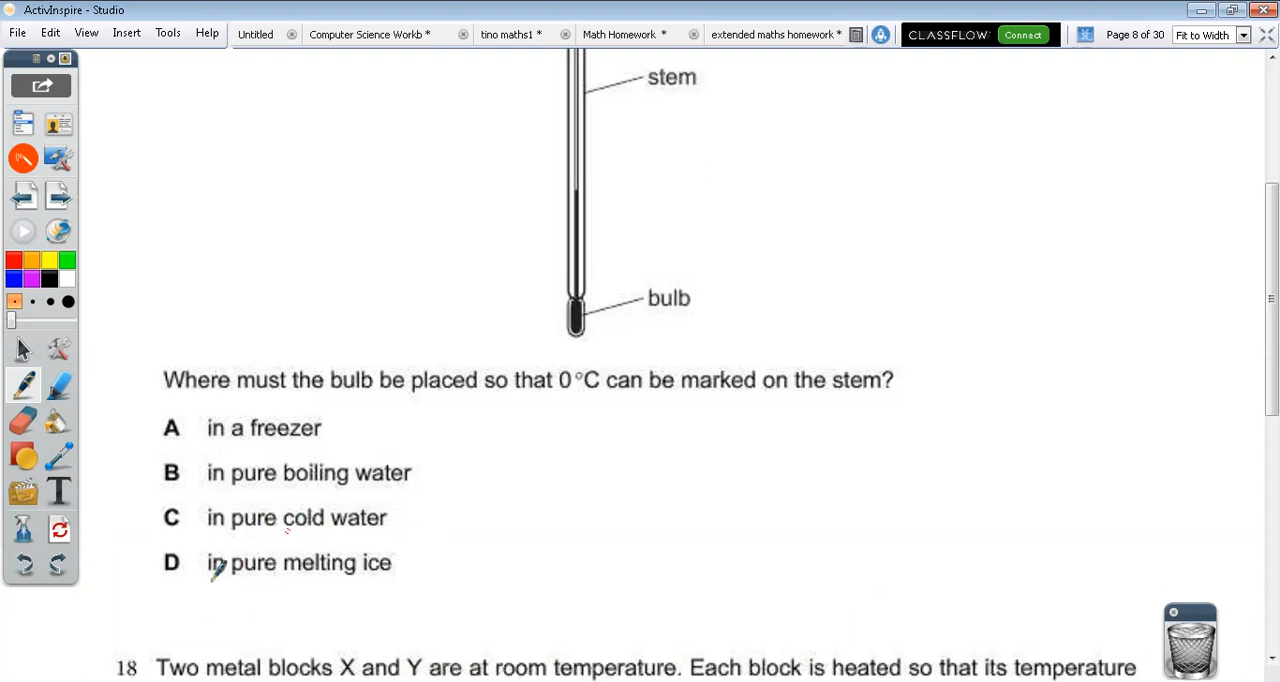 ActivInspire - Studio
File Edit View Insert Tools Help Untitled Computer Science Workb * tino maths1 * Math Homework * extended maths homework * CLASSFLOW Connect Page 8 of 30 Fit to Width
stem
bulb
Where must the bulb be placed so that 0 °C can be marked on the stem?
A in a freezer
B in pure boiling water
C in pure cold water
D in pure melting ice
18 Two metal blocks X and Y are at room temperature. Each block is heated so that its temperature